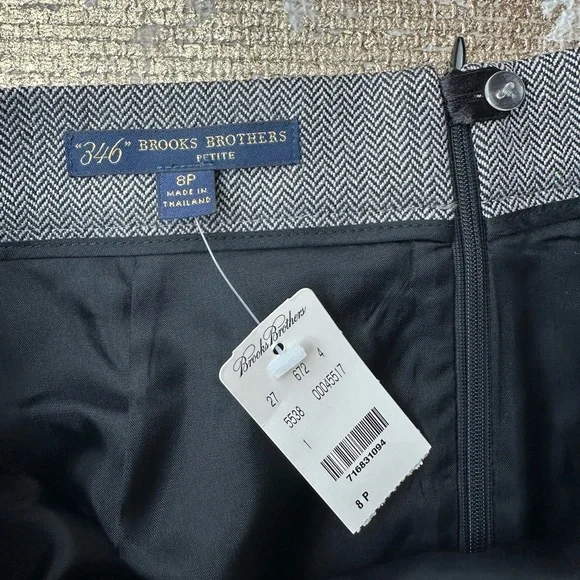 "346" BROOKS BROTHERS
PETITE
8P
MADE IN
THAILAND
Brooks Brothers
27 672 4
5538 00045517
1
716831094
8 P